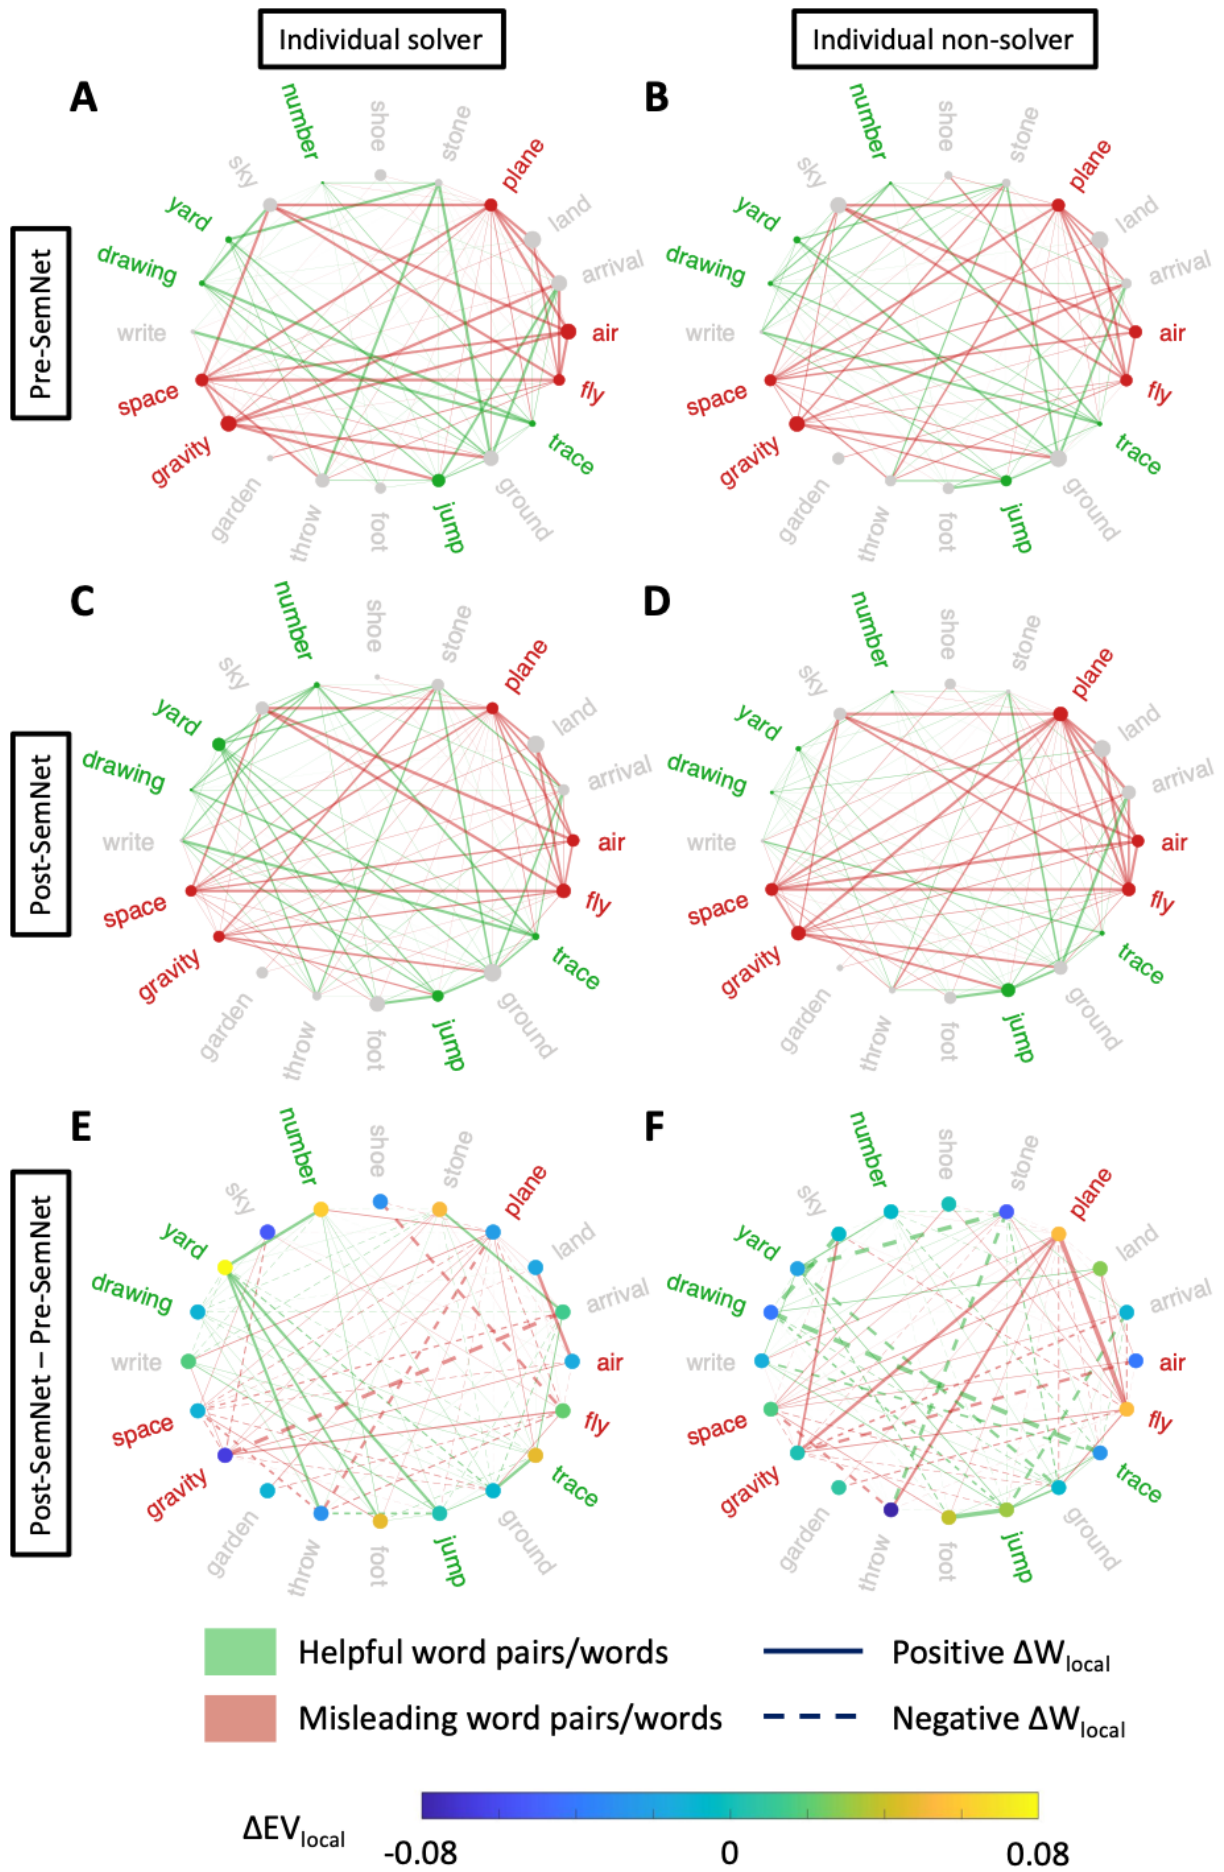 Individual solver
Individual non-solver
A
B
Pre-SemNet
number
shoe
stone
plane
land
arrival
air
fly
trace
ground
jump
foot
throw
garden
gravity
space
write
drawing
yard
sky
number
shoe
stone
plane
land
arrival
air
fly
trace
ground
jump
foot
throw
garden
gravity
space
write
drawing
yard
sky
C
D
Post-SemNet
number
shoe
stone
plane
land
arrival
air
fly
trace
ground
jump
foot
throw
garden
gravity
space
write
drawing
yard
sky
number
shoe
stone
plane
land
arrival
air
fly
trace
ground
jump
foot
throw
garden
gravity
space
write
drawing
yard
sky
E
F
Post-SemNet – Pre-SemNet
number
shoe
stone
plane
land
arrival
air
fly
trace
ground
jump
foot
throw
garden
gravity
space
write
drawing
yard
sky
number
shoe
stone
plane
land
arrival
air
fly
trace
ground
jump
foot
throw
garden
gravity
space
write
drawing
yard
sky
Helpful word pairs/words
Positive ΔWlocal
Misleading word pairs/words
Negative ΔWlocal
ΔEVlocal
-0.08
0
0.08